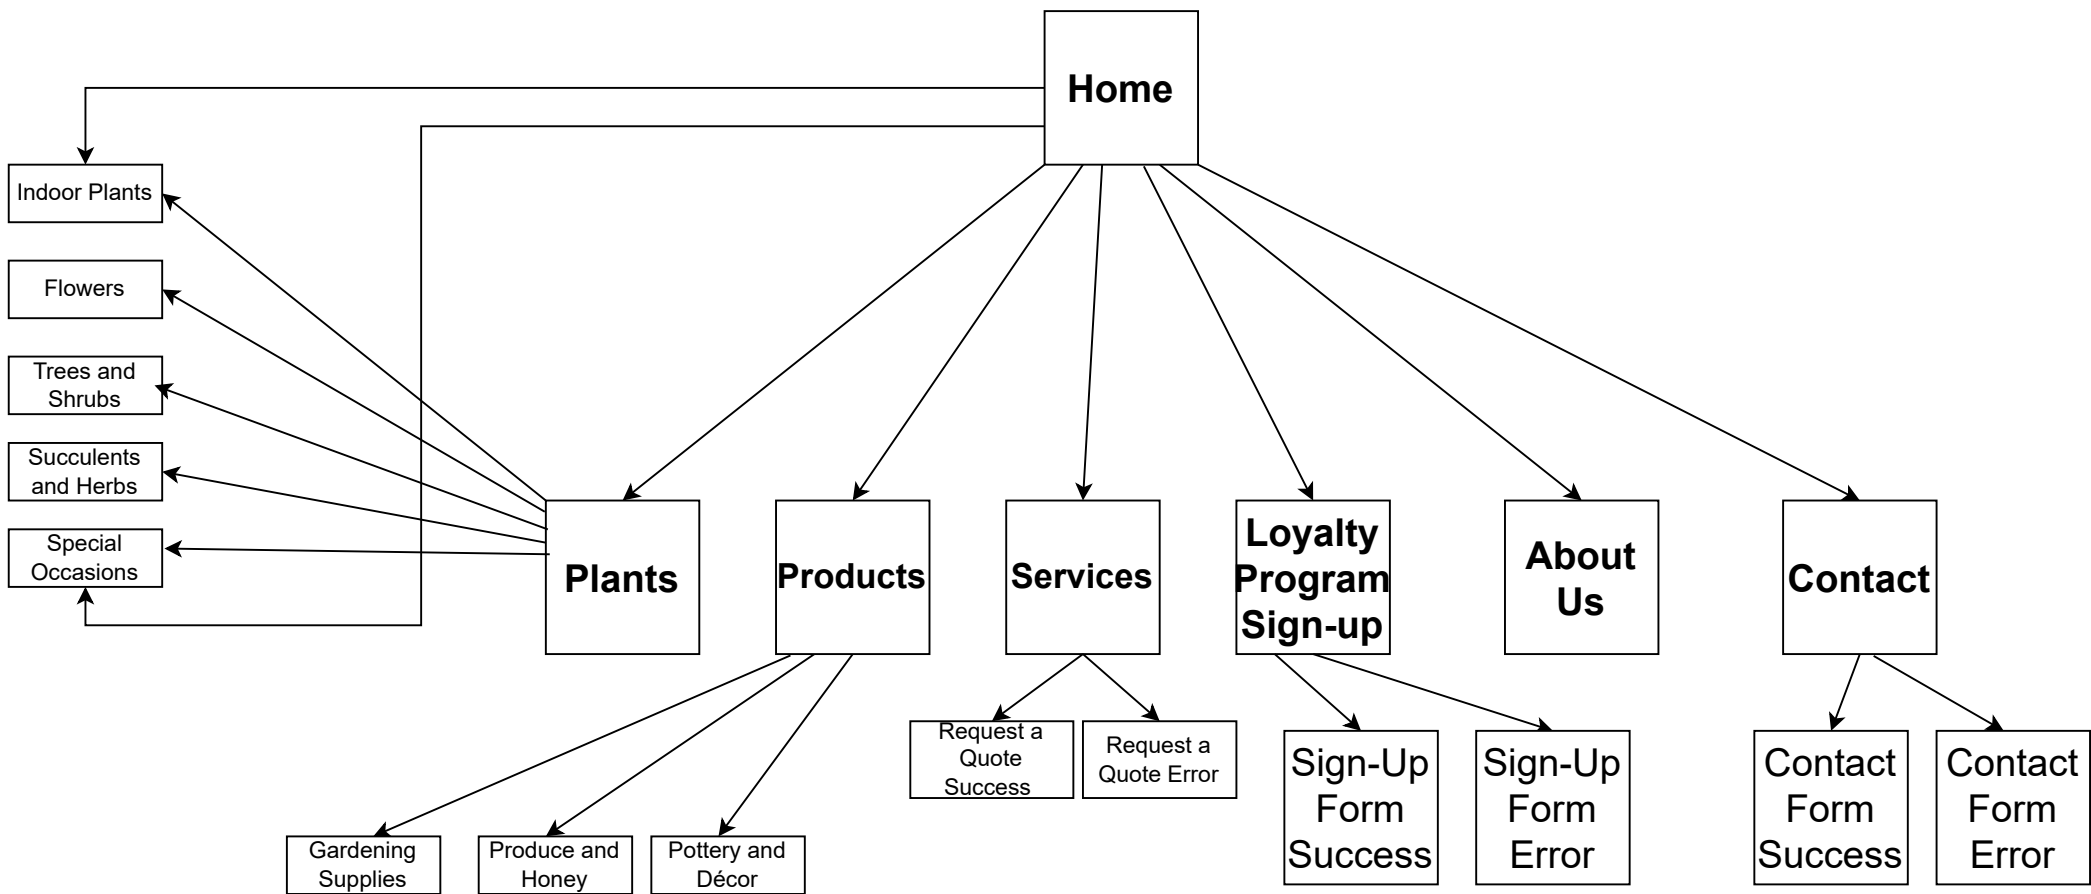 Home
Indoor Plants
Flowers
Trees and
Shrubs
Succulents
and Herbs
Special
Occasions
Plants
Products
Services
Loyalty
Program
Sign-up
About
Us
Contact
Request a
Quote
Success
Request a
Quote Error
Sign-Up
Form
Success
Sign-Up
Form
Error
Contact
Form
Success
Contact
Form
Error
Gardening
Supplies
Produce and
Honey
Pottery and
Décor